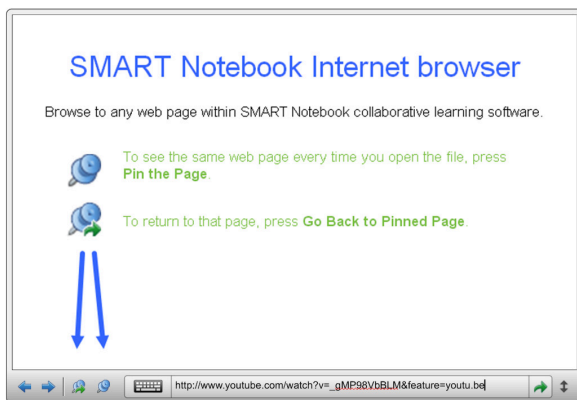 SMART Notebook Internet browser
Browse to any web page within SMART Notebook collaborative learning software.
To see the same web page every time you open the file, press
Pin the Page.
To return to that page, press Go Back to Pinned Page.
http://www.youtube.com/watch?v=_gMP98VbBLM&feature=youtu.be